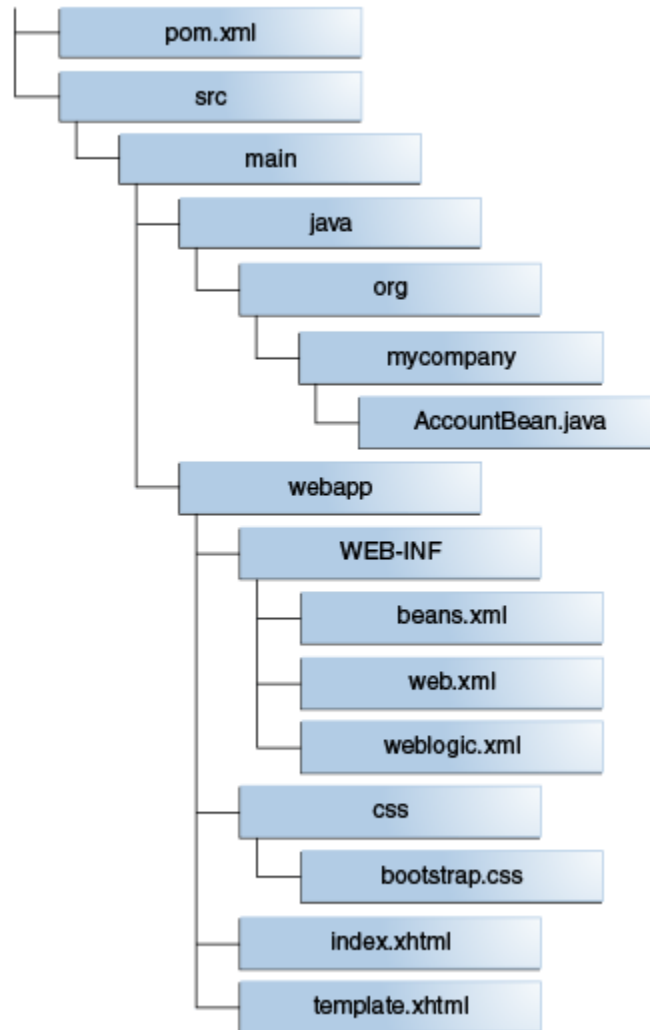 pom.xml
src
main
java
org
mycompany
AccountBean.java
webapp
WEB-INF
beans.xml
web.xml
weblogic.xml
css
bootstrap.css
index.xhtml
template.xhtml